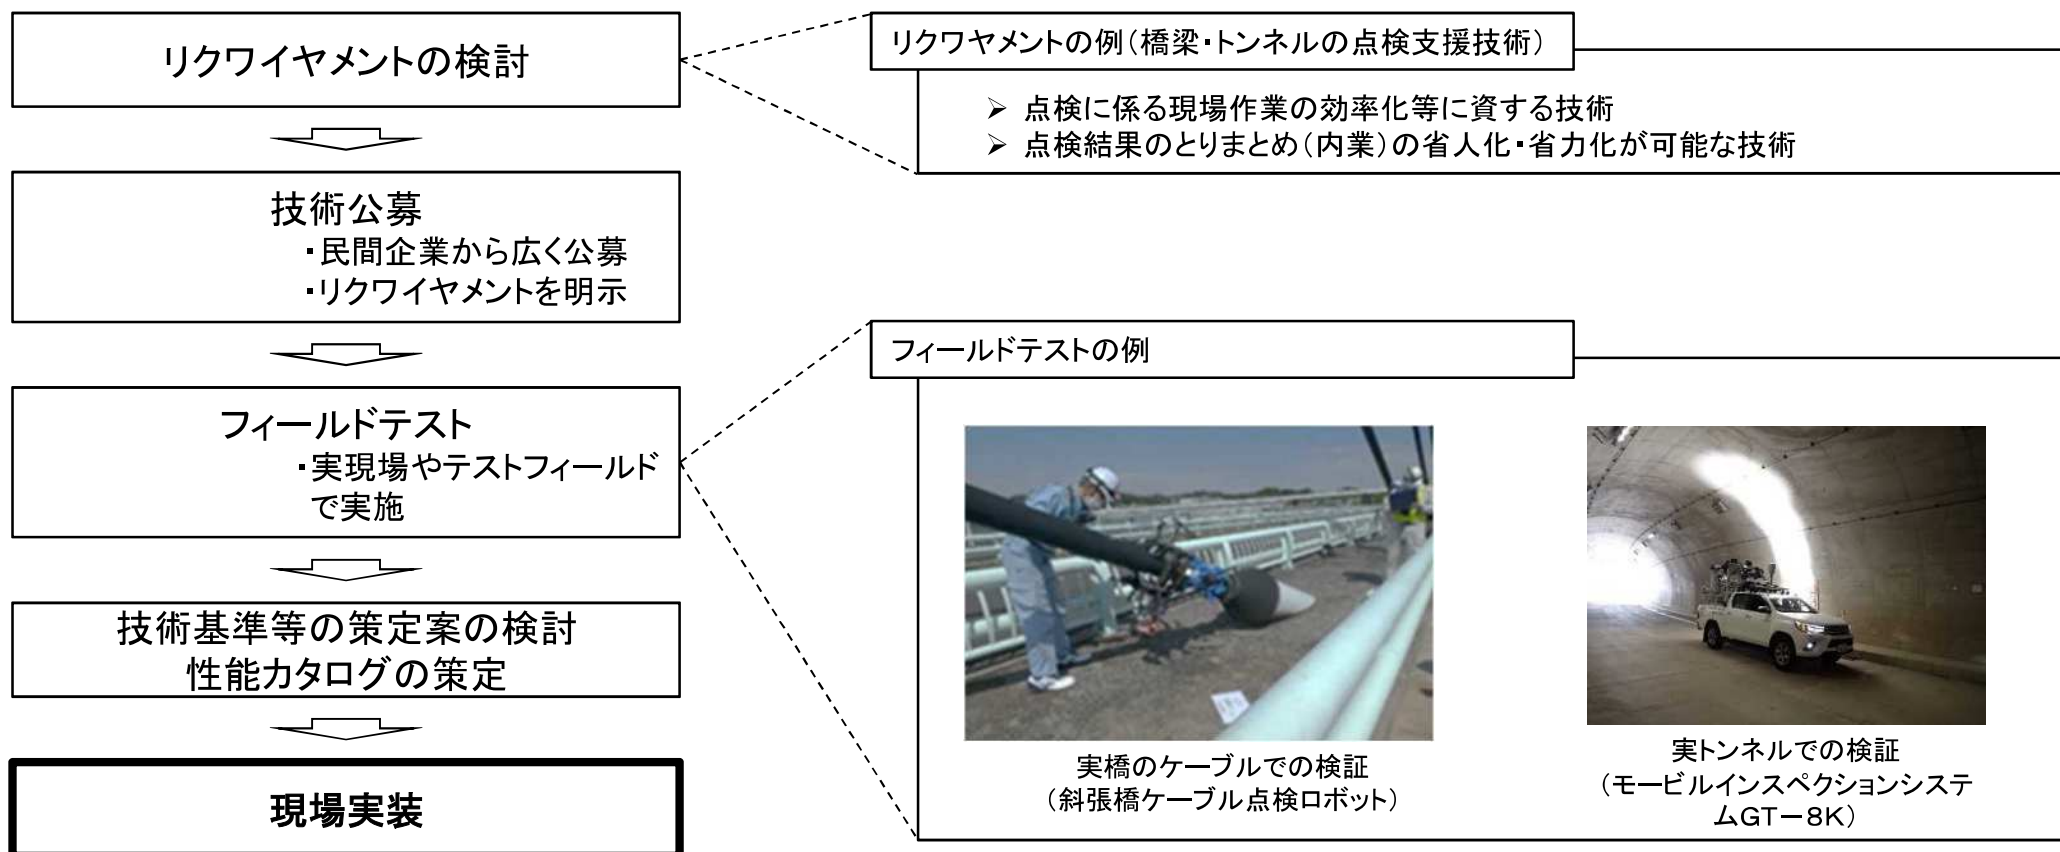 リクワイヤメントの検討
技術公募
・民間企業から広く公募
・リクワイヤメントを明示
フィールドテスト
・実現場やテストフィールド
で実施
技術基準等の策定案の検討
性能カタログの策定
現場実装
リクワヤメントの例（橋梁・トンネルの点検支援技術）
➢ 点検に係る現場作業の効率化等に資する技術
➢ 点検結果のとりまとめ（内業）の省人化・省力化が可能な技術
フィールドテストの例
実橋のケーブルでの検証
（斜張橋ケーブル点検ロボット）
実トンネルでの検証
（モービルインスペクションシステ
ムGT－8K）